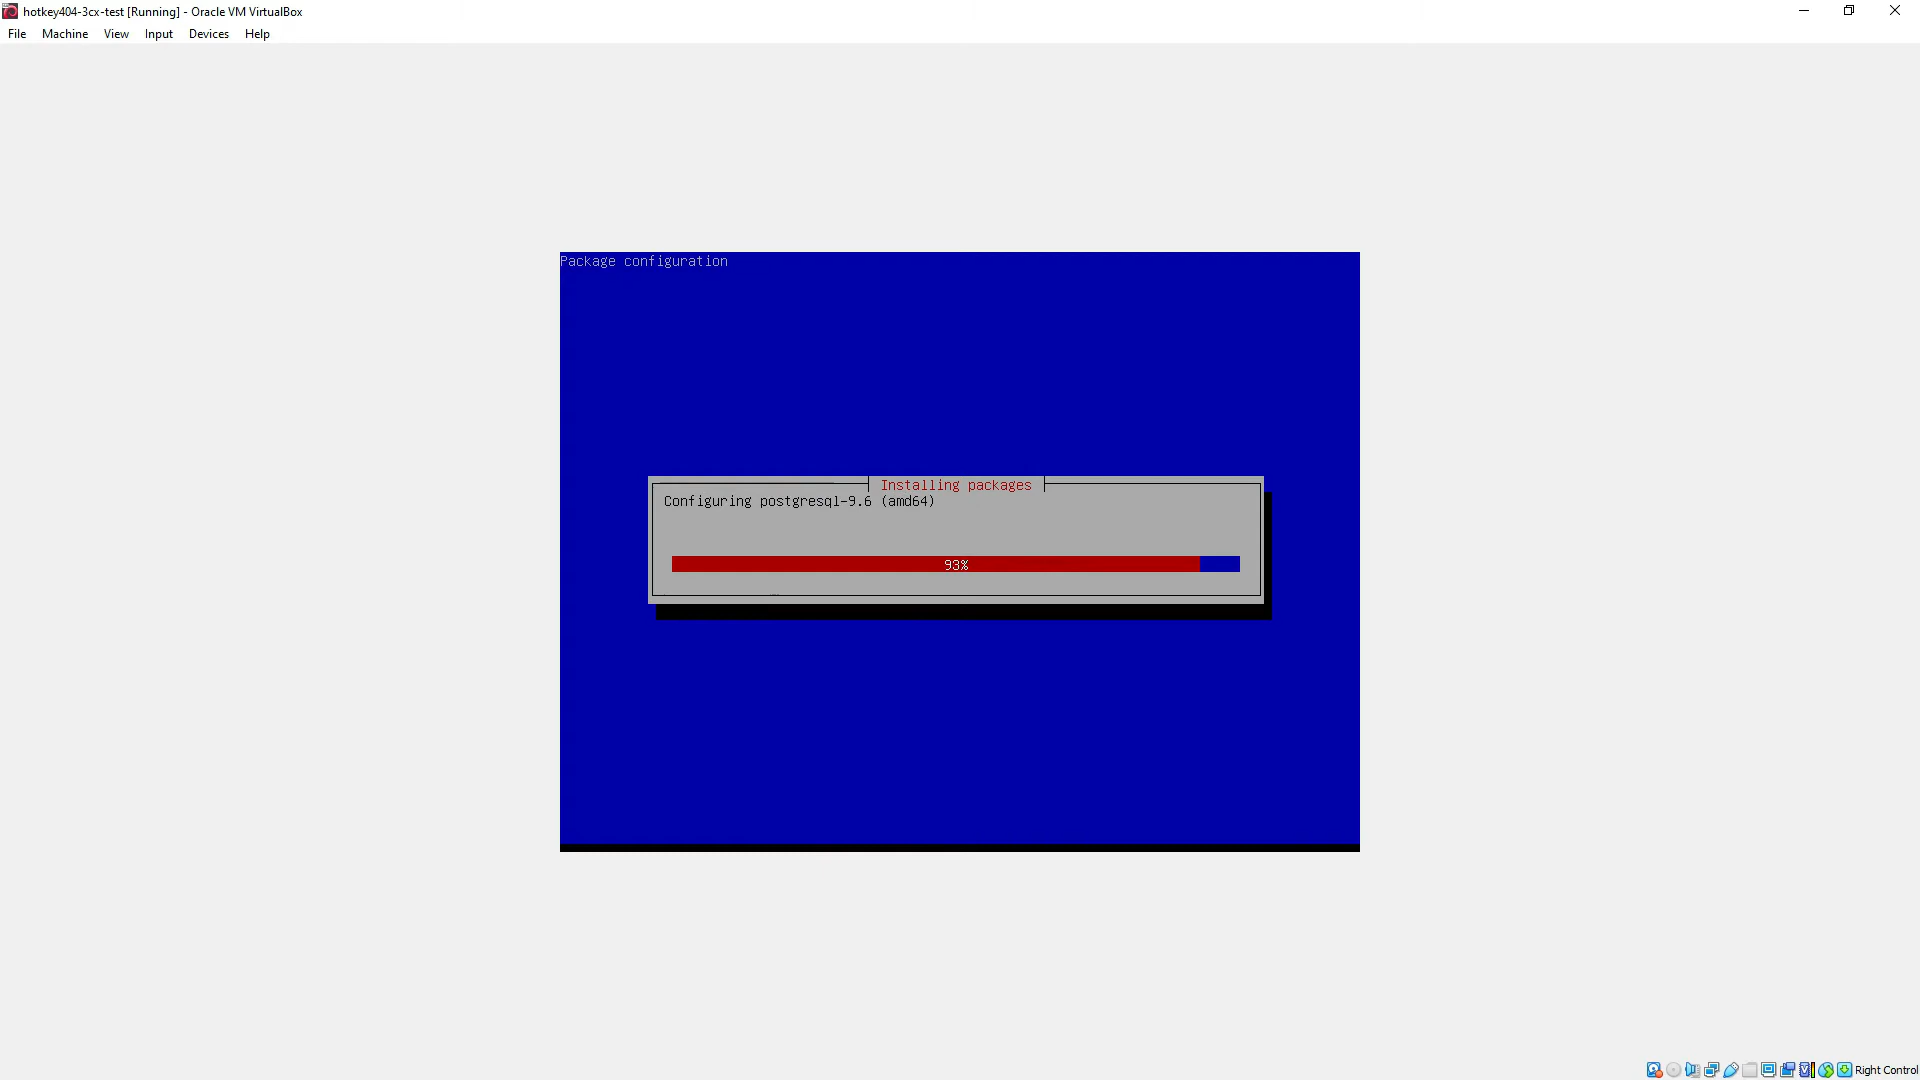 hotkey404-3cx-test [Running] - Oracle VM VirtualBox
File Machine View Input Devices Help
Package configuration
Installing packages
Configuring postgresql-9.6 (amd64)
93%
Right Control